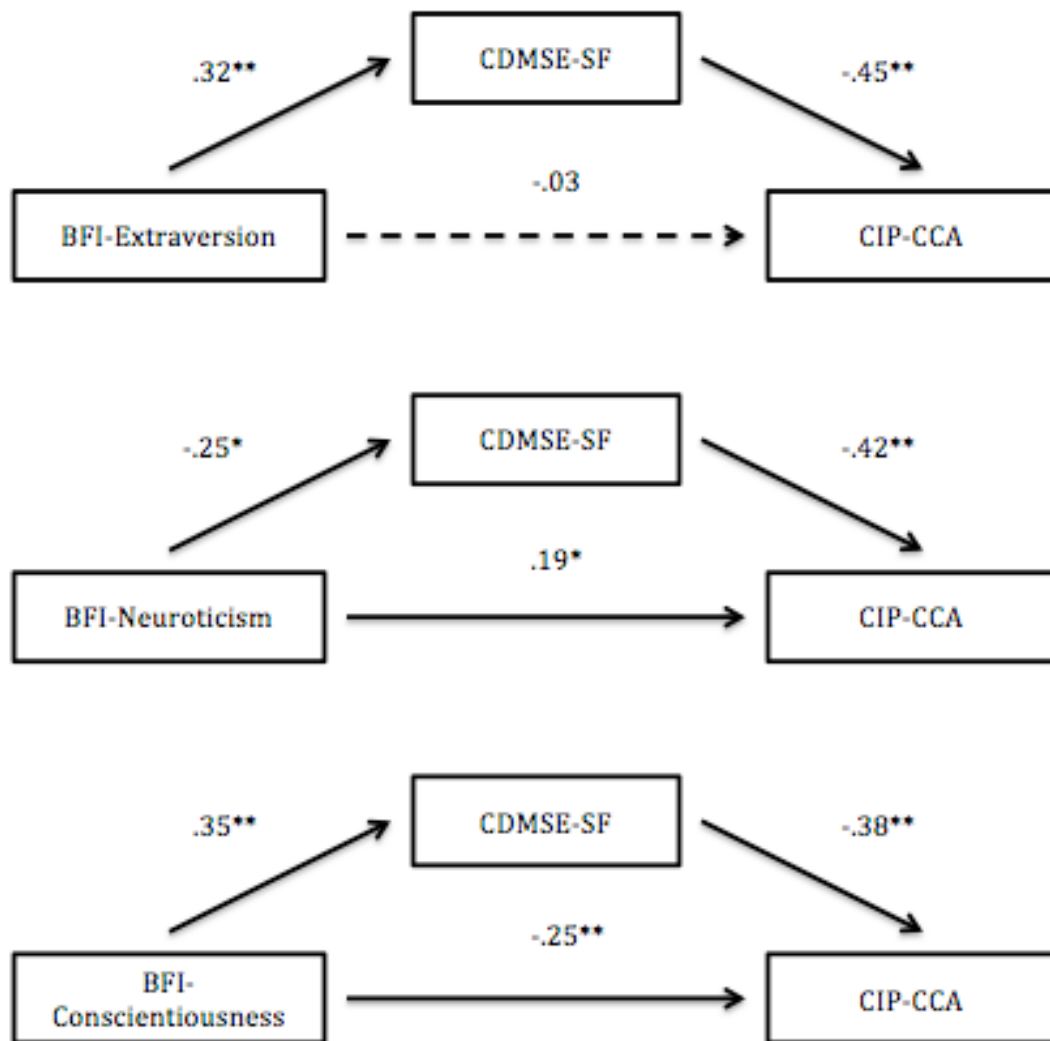 CDMSE-SF
.32**
-.45**
-.03
BFI-Extraversion
CIP-CCA
CDMSE-SF
-.25*
-.42**
.19*
BFI-Neuroticism
CIP-CCA
CDMSE-SF
.35**
-.38**
-.25**
BFI-
Conscientiousness
CIP-CCA